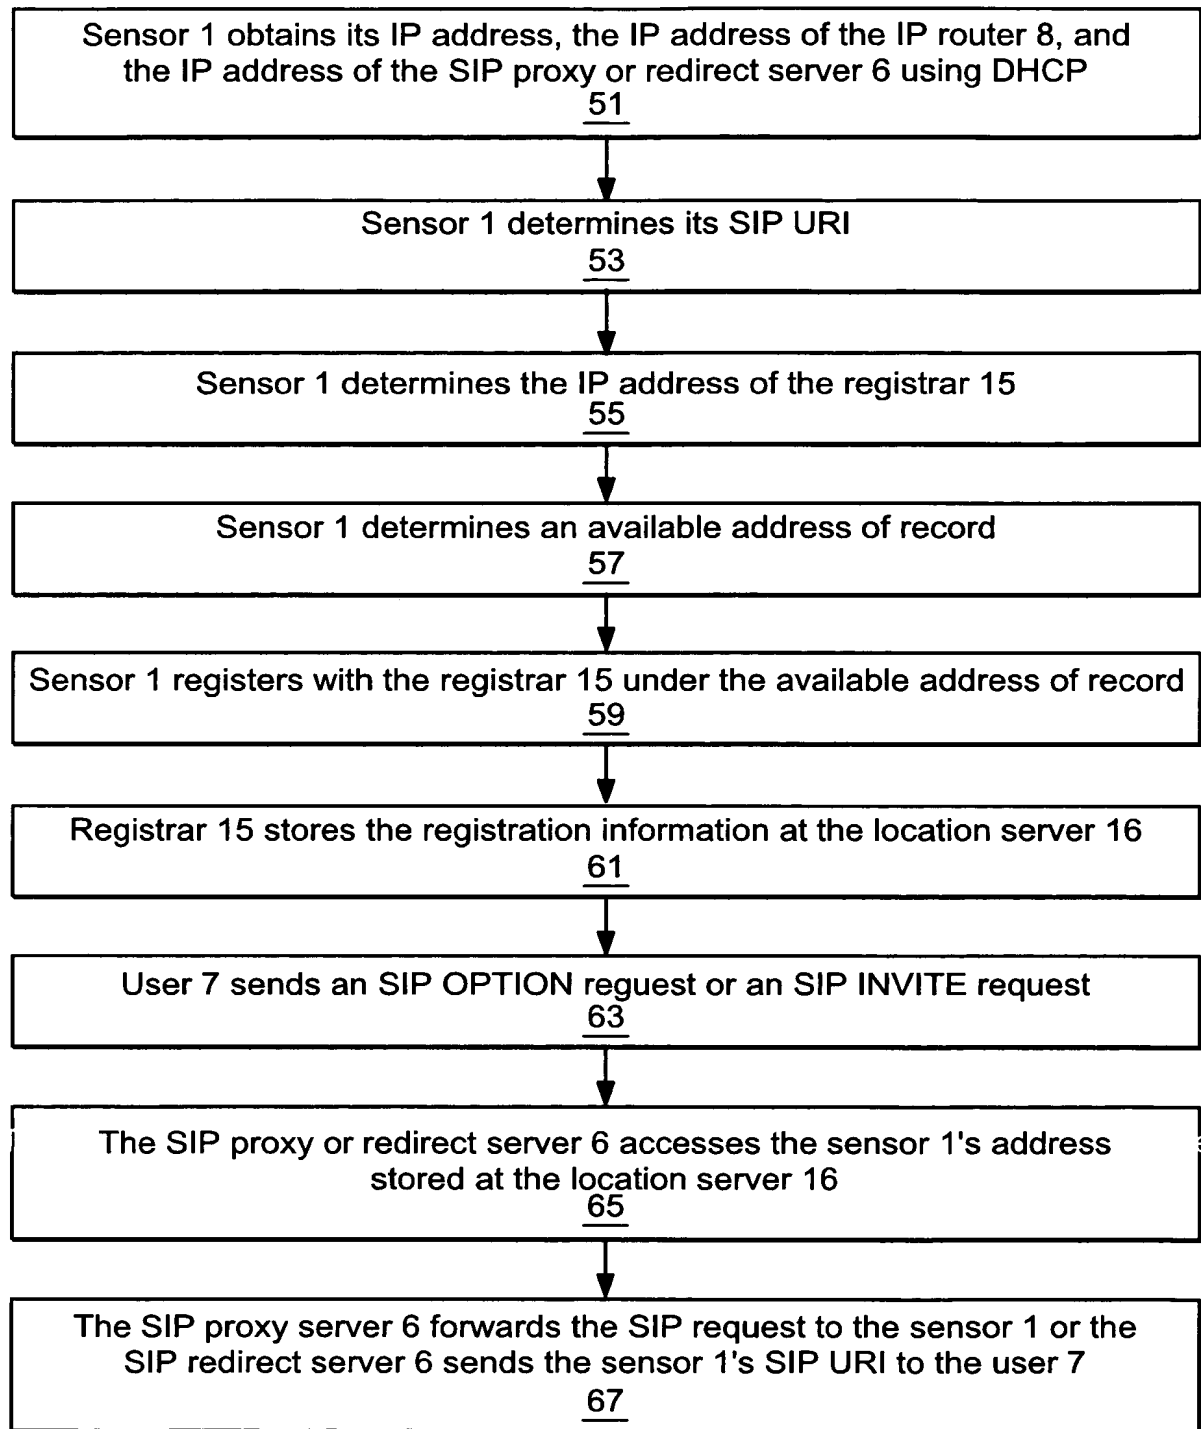 Sensor 1 obtains its IP address, the IP address of the IP router 8, and
the IP address of the SIP proxy or redirect server 6 using DHCP
51
Sensor 1 determines its SIP URI
53
Sensor 1 determines the IP address of the registrar 15
55
Sensor 1 determines an available address of record
57
Sensor 1 registers with the registrar 15 under the available address of record
59
Registrar 15 stores the registration information at the location server 16
61
User 7 sends an SIP OPTION reguest or an SIP INVITE request
63
The SIP proxy or redirect server 6 accesses the sensor 1's address
stored at the location server 16
65
The SIP proxy server 6 forwards the SIP request to the sensor 1 or the
SIP redirect server 6 sends the sensor 1's SIP URI to the user 7
67